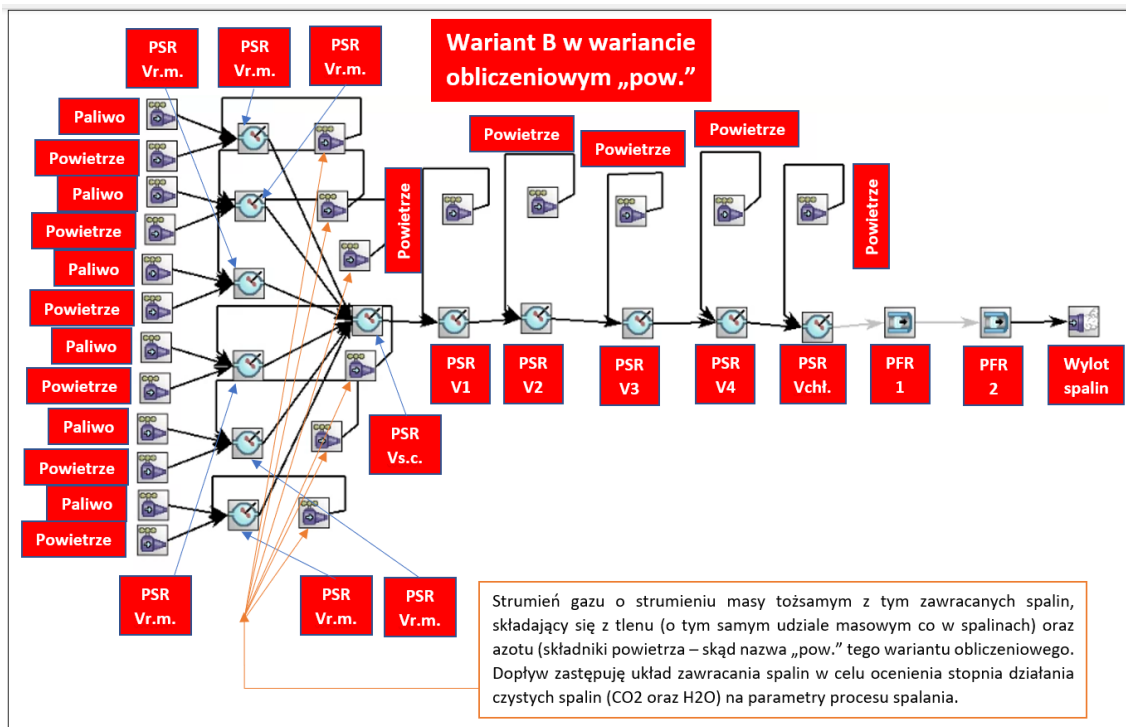 Wariant B w wariancie
obliczeniowym „pow.”
PSR
Vr.m.
PSR
Vr.m.
PSR
Vr.m.
Paliwo
Powietrze
Paliwo
Powietrze
Paliwo
Powietrze
Paliwo
Powietrze
Paliwo
Powietrze
Paliwo
Powietrze
Powietrze
Powietrze
Powietrze
Powietrze
Powietrze
PSR
V1
PSR
V2
PSR
V3
PSR
V4
PSR
Vchł.
PFR
1
PFR
2
Wylot
spalin
PSR
Vs.c.
PSR
Vr.m.
PSR
Vr.m.
PSR
Vr.m.
Strumień gazu o strumieniu masy tożsamym z tym zawracanych spalin,
składający się z tlenu (o tym samym udziale masowym co w spalinach) oraz
azotu (składniki powietrza – skąd nazwa „pow.” tego wariantu obliczeniowego.
Dopływ zastępuję układ zawracania spalin w celu ocenienia stopnia działania
czystych spalin (CO2 oraz H2O) na parametry procesu spalania.